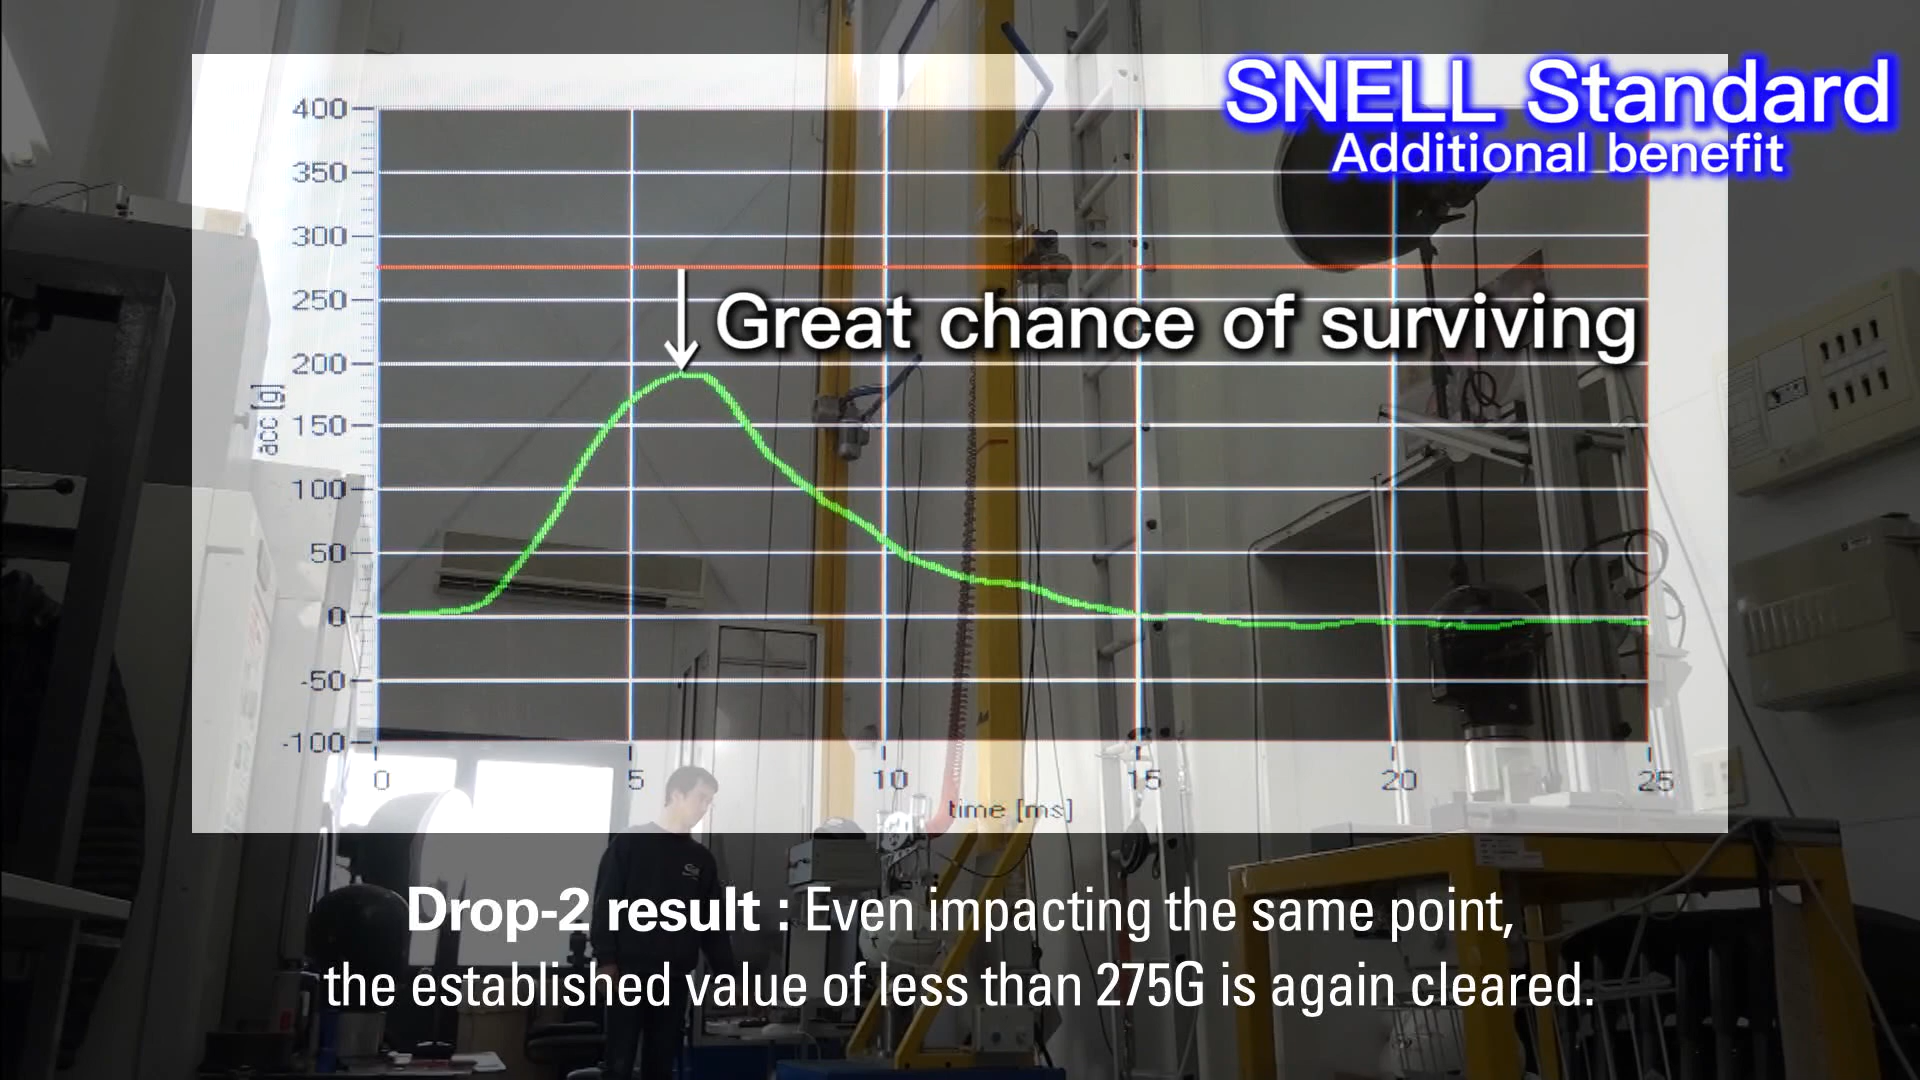 SNELL Standard
Additional benefit
400
350
300
250
200
150
100
50
0
-50
-100
acc [g]
Great chance of surviving
0 5 10 15 20 25
time [ms]
Drop-2 result : Even impacting the same point,
the established value of less than 275G is again cleared.